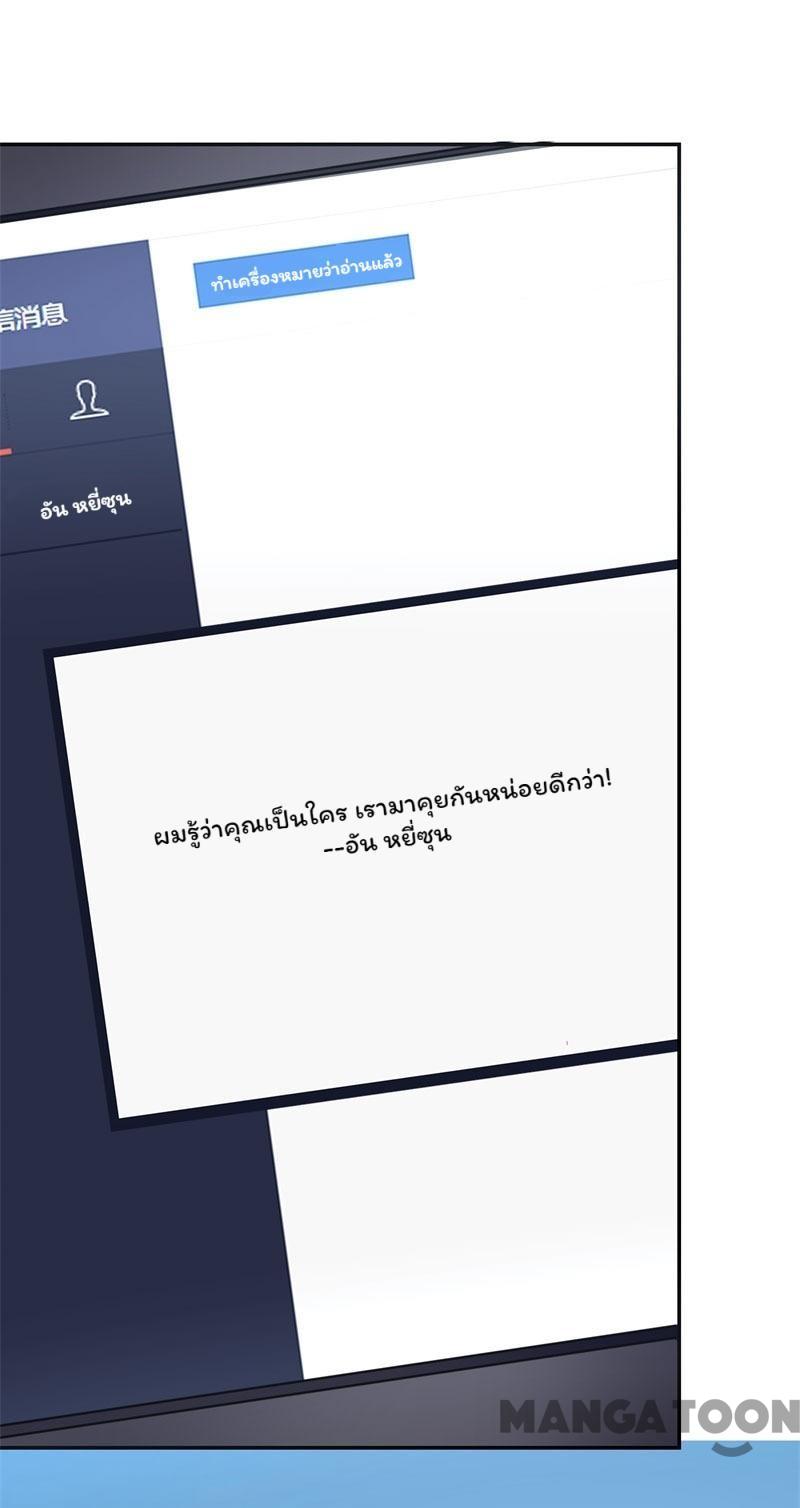 ทำเครื่องหมายว่าอ่านแล้ว
信消息
อัน หยี่ซุน
ผมรู้ว่าคุณเป็นใคร เรามาคุยกันหน่อยดีกว่า!
--อัน หยี่ซุน
MANGATOON